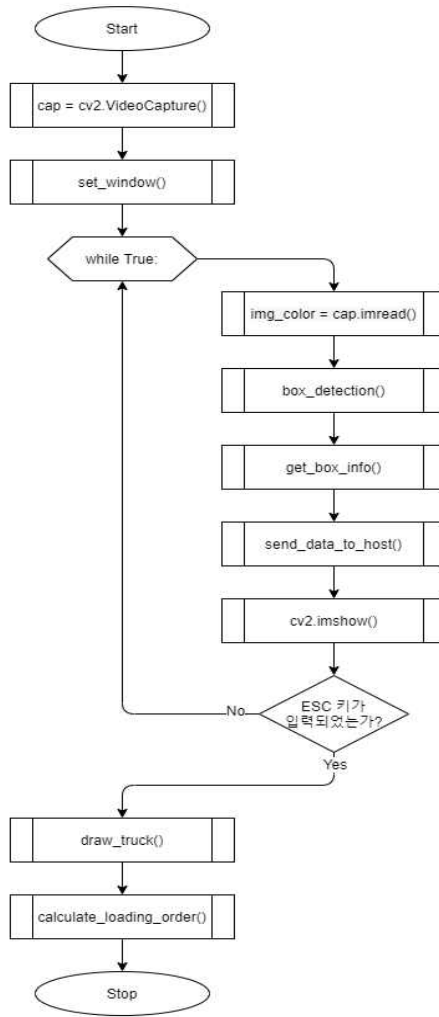 Start
cap = cv2.VideoCapture()
set_window()
while True:
img_color = cap.imread()
box_detection()
get_box_info()
send_data_to_host()
cv2.imshow()
ESC 키가
입력되었는가?
No
Yes
draw_truck()
calculate_loading_order()
Stop